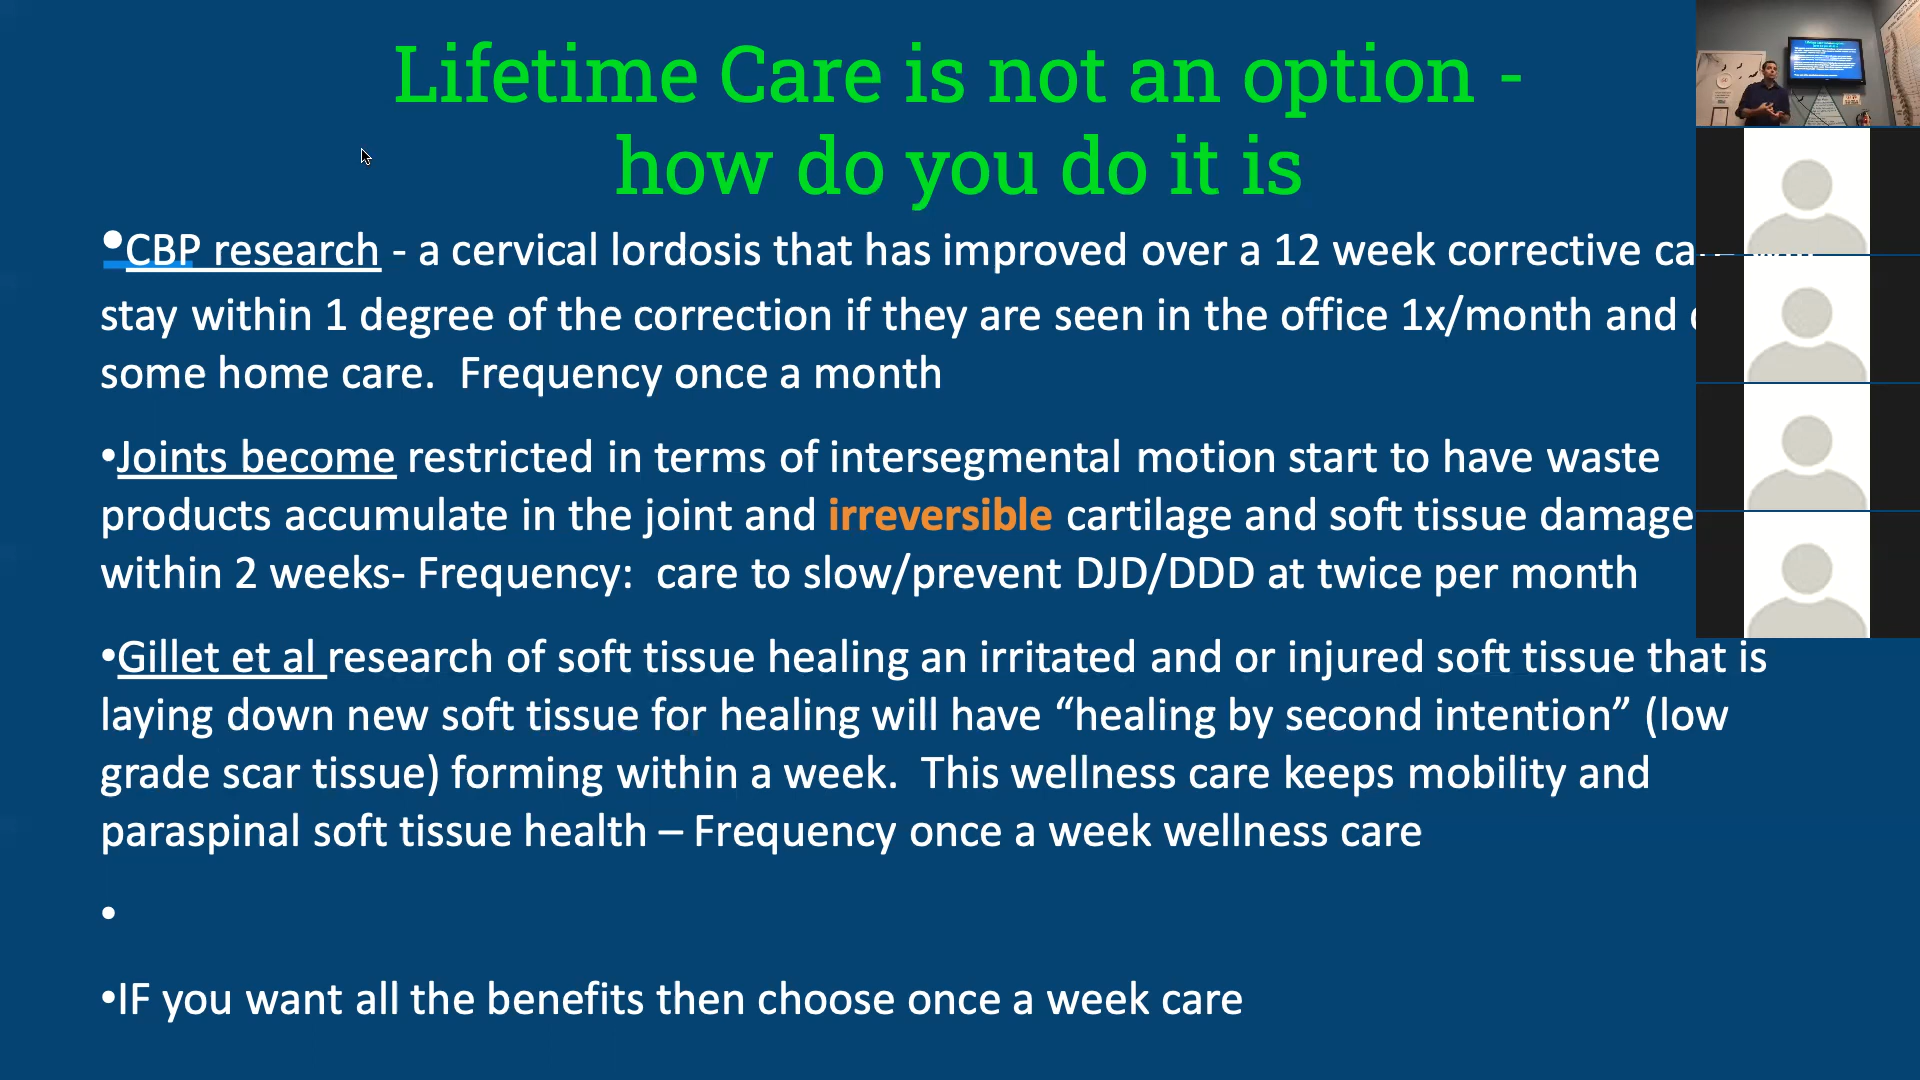 Lifetime Care is not an option -
how do you do it is
•CBP research - a cervical lordosis that has improved over a 12 week corrective
stay within 1 degree of the correction if they are seen in the office 1x/month and
some home care.  Frequency once a month
•Joints become restricted in terms of intersegmental motion start to have waste
products accumulate in the joint and irreversible cartilage and soft tissue damage
within 2 weeks- Frequency:  care to slow/prevent DJD/DDD at twice per month
•Gillet et al research of soft tissue healing an irritated and or injured soft tissue that is
laying down new soft tissue for healing will have “healing by second intention” (low
grade scar tissue) forming within a week.  This wellness care keeps mobility and
paraspinal soft tissue health – Frequency once a week wellness care
•
•IF you want all the benefits then choose once a week care